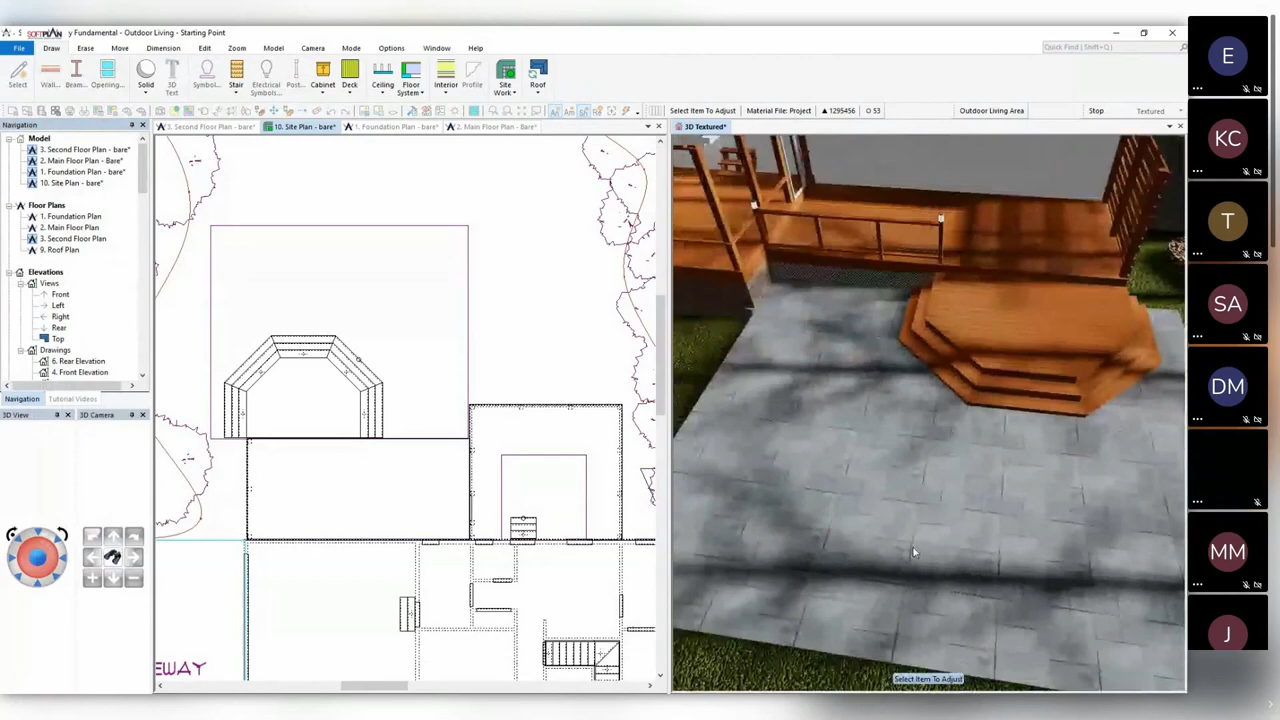 SOFTPLAN y Fundamental - Outdoor Living - Starting Point
File Draw Erase Move Dimension Edit Zoom Model Camera Mode Options Window Help
Quick Find ( Shift+Q )
Select Wall... Beam... Opening... Solid 3D Text Symbol... Stair Electrical Symbols Post... Cabinet Deck Ceiling Floor System Interior Profile Site Work Roof
Select Item To Adjust Material File: Project 1295456 53 Outdoor Living Area Stop Textured
Navigation
3. Second Floor Plan - bare* 10. Site Plan - bare* 1. Foundation Plan - bare* 2. Main Floor Plan - Bare*
3D Textured*
Model
3. Second Floor Plan - bare*
2. Main Floor Plan - Bare*
1. Foundation Plan - bare*
10. Site Plan - bare*
Floor Plans
1. Foundation Plan
2. Main Floor Plan
3. Second Floor Plan
9. Roof Plan
Elevations
Views
Front
Left
Right
Rear
Top
Drawings
6. Rear Elevation
4. Front Elevation
Navigation Tutorial Videos
3D View 3D Camera
EWAY
Select Item To Adjust
E
KC
T
SA
DM
MM
J